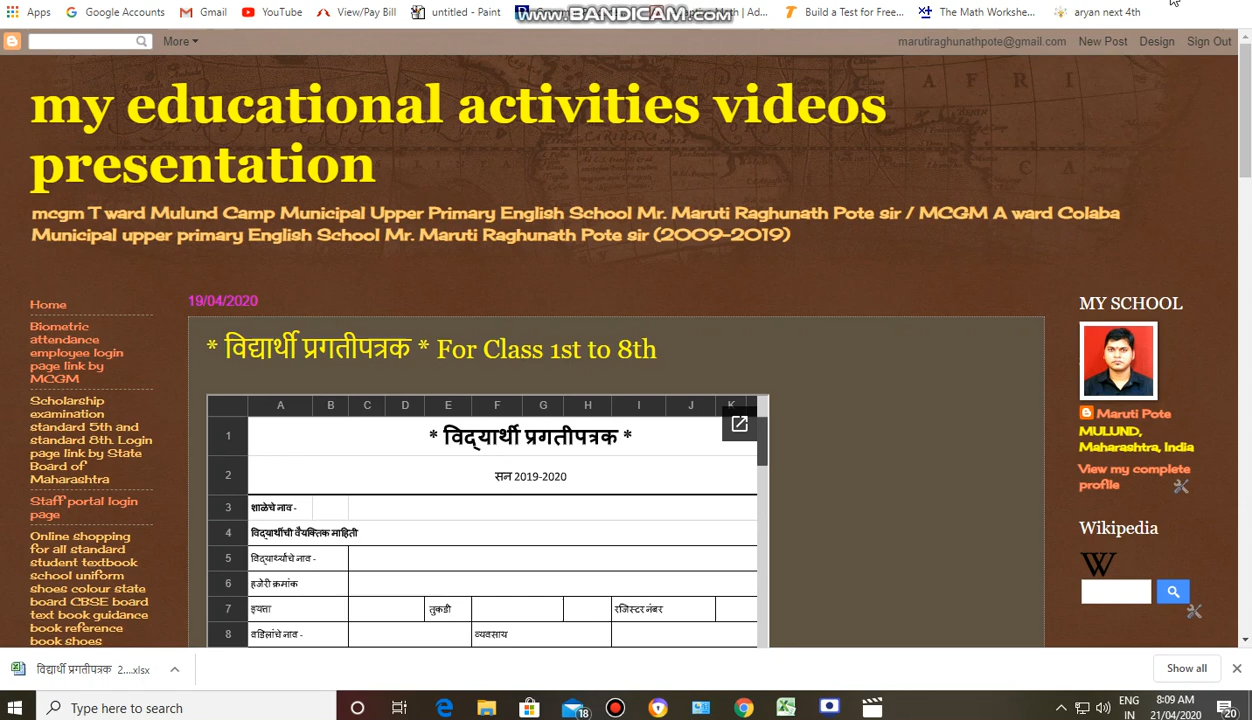 Apps Google Accounts Gmail YouTube View/Pay Bill untitled - Paint Math | Ad... Build a Test for Free... The Math Workshe... aryan next 4th
www.BANDICAM.com
More marutiraghunathpote@gmail.com New Post Design Sign Out
my educational activities videos
presentation
mcgm T ward Mulund Camp Municipal Upper Primary English School Mr. Maruti Raghunath Pote sir / MCGM A ward Colaba
Municipal upper primary English School Mr. Maruti Raghunath Pote sir (2009-2019)
A F R I
C A
Home
Biometric
attendance
employee login
page link by
MCGM
Scholarship
examination
standard 5th and
standard 8th. Login
page link by State
Board of
Maharashtra
Staff portal login
page
Online shopping
for all standard
student textbook
school uniform
shoes colour state
board CBSE board
text book guidance
book reference
book shoes
19/04/2020
* विद्यार्थी प्रगतीपत्रक * For Class 1st to 8th
A B C D E F G H I J K
1 * विद्यार्थी प्रगतीपत्रक *
2 सन 2019-2020
3 शाळेचे नाव -
4 विद्यार्थीची वैयक्तिक माहिती
5 विद्यार्थ्याचे नाव -
6 हजेरी क्रमांक
7 इयत्ता तुकडी रजिस्टर नंबर
8 वडिलांचे नाव - व्यवसाय
MY SCHOOL
Maruti Pote
MULUND,
Maharashtra, India
View my complete
profile
Wikipedia
W
विद्यार्थी प्रगतीपत्रक 2....xlsx Show all
Type here to search 18 ENG 8:09 AM
IN 21/04/2020 20